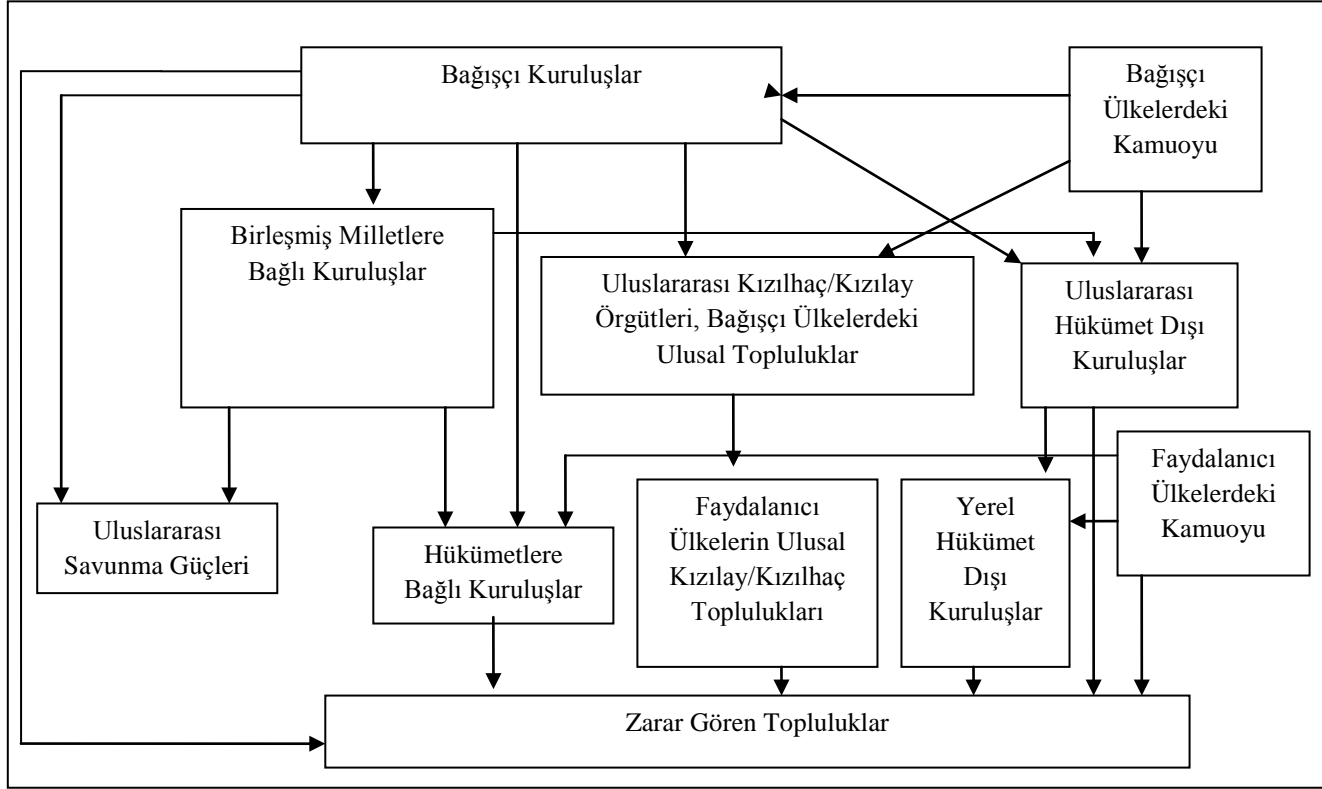 Bağışçı Kuruluşlar
Bağışçı
Ülkelerdeki
Kamuoyu
Birleşmiş Milletlere
Bağlı Kuruluşlar
Uluslararası Kızılhaç/Kızılay
Örgütleri, Bağışçı Ülkelerdeki
Ulusal Topluluklar
Uluslararası
Hükümet Dışı
Kuruluşlar
Faydalanıcı
Ülkelerdeki
Kamuoyu
Uluslararası
Savunma Güçleri
Hükümetlere
Bağlı Kuruluşlar
Faydalanıcı
Ülkelerin Ulusal
Kızılay/Kızılhaç
Toplulukları
Yerel
Hükümet
Dışı
Kuruluşlar
Zarar Gören Topluluklar